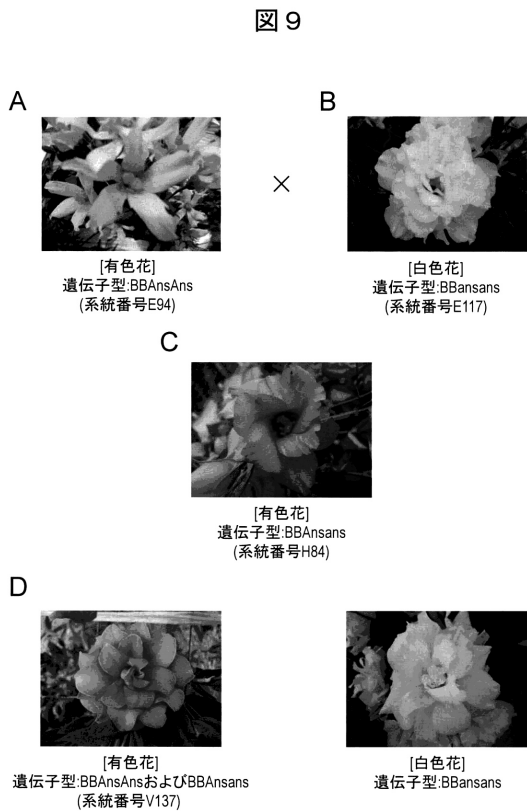 図9
A
B
×
[有色花]
遺伝子型:BBAnsAns
(系統番号E94)
[白色花]
遺伝子型:BBansans
(系統番号E117)
C
[有色花]
遺伝子型:BBAnsans
(系統番号H84)
D
[有色花]
遺伝子型:BBAnsAnsおよびBBAnsans
(系統番号V137)
[白色花]
遺伝子型:BBansans